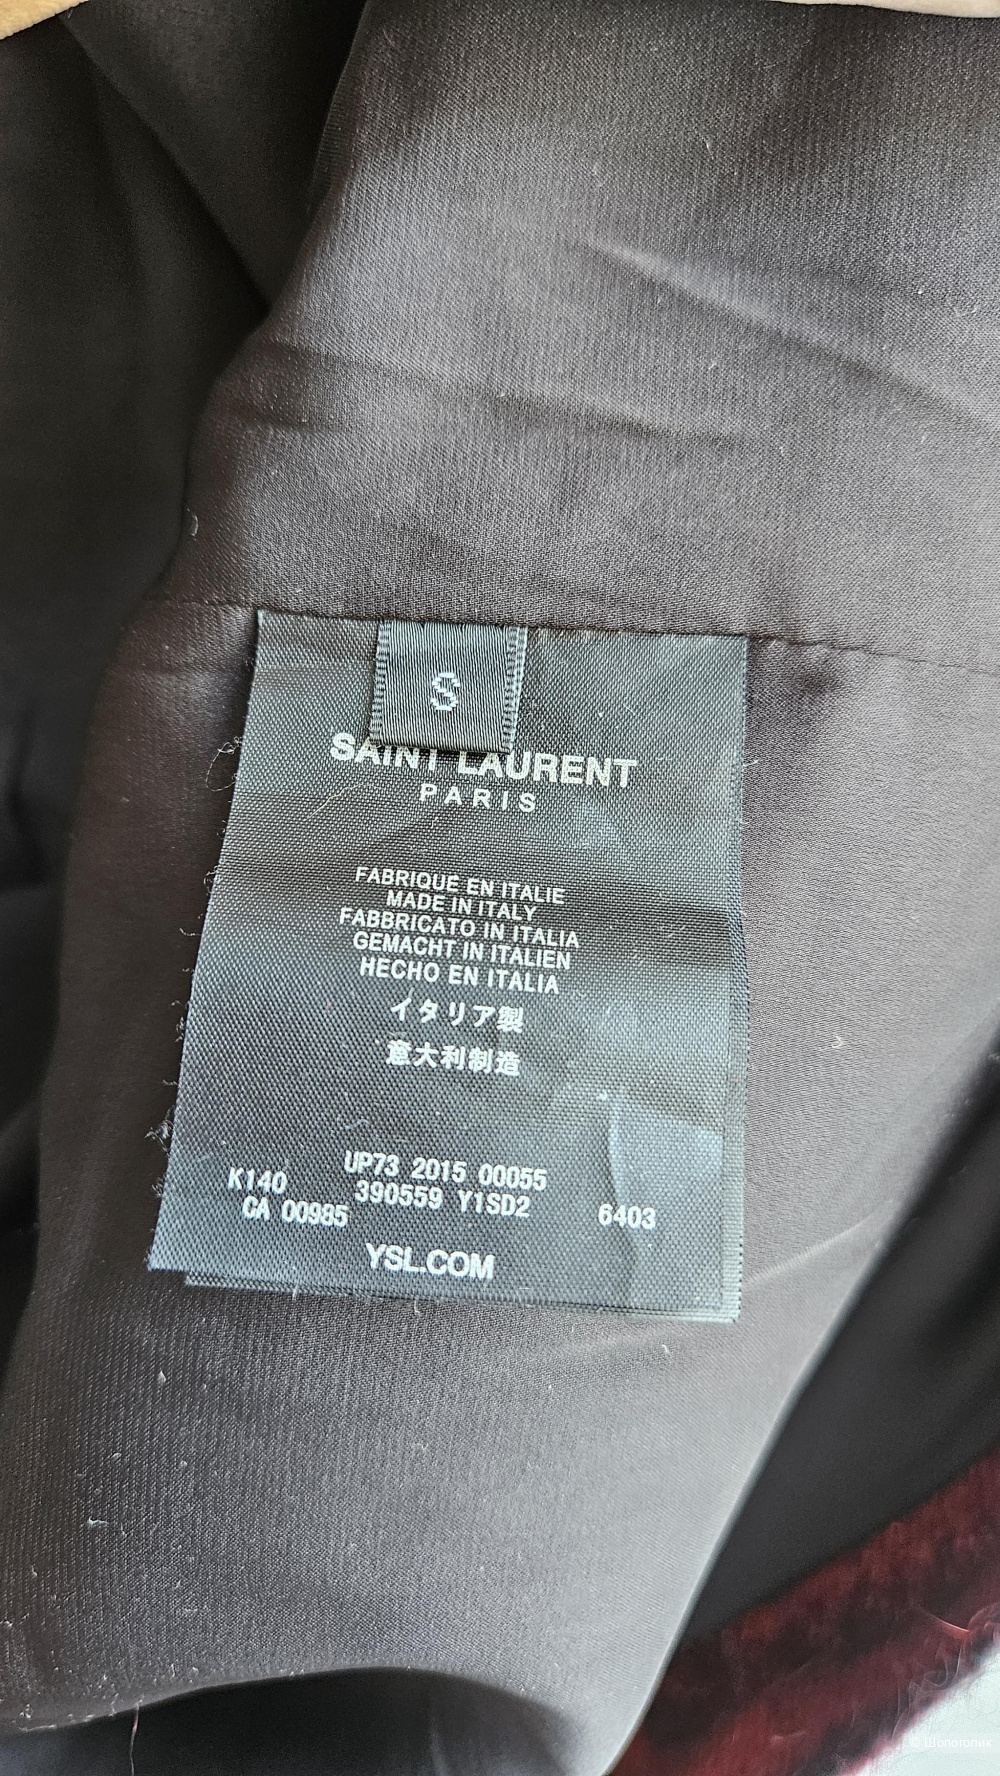 S
SAINT LAURENT
PARIS
FABRIQUE EN ITALIE
MADE IN ITALY
FABBRICATO IN ITALIA
GEMACHT IN ITALIEN
HECHO EN ITALIA
イタリア製
意大利制造
UP73 2015 00055
K140 390559 Y1SD2
CA 00985 6403
YSL.COM
© Шопоголик